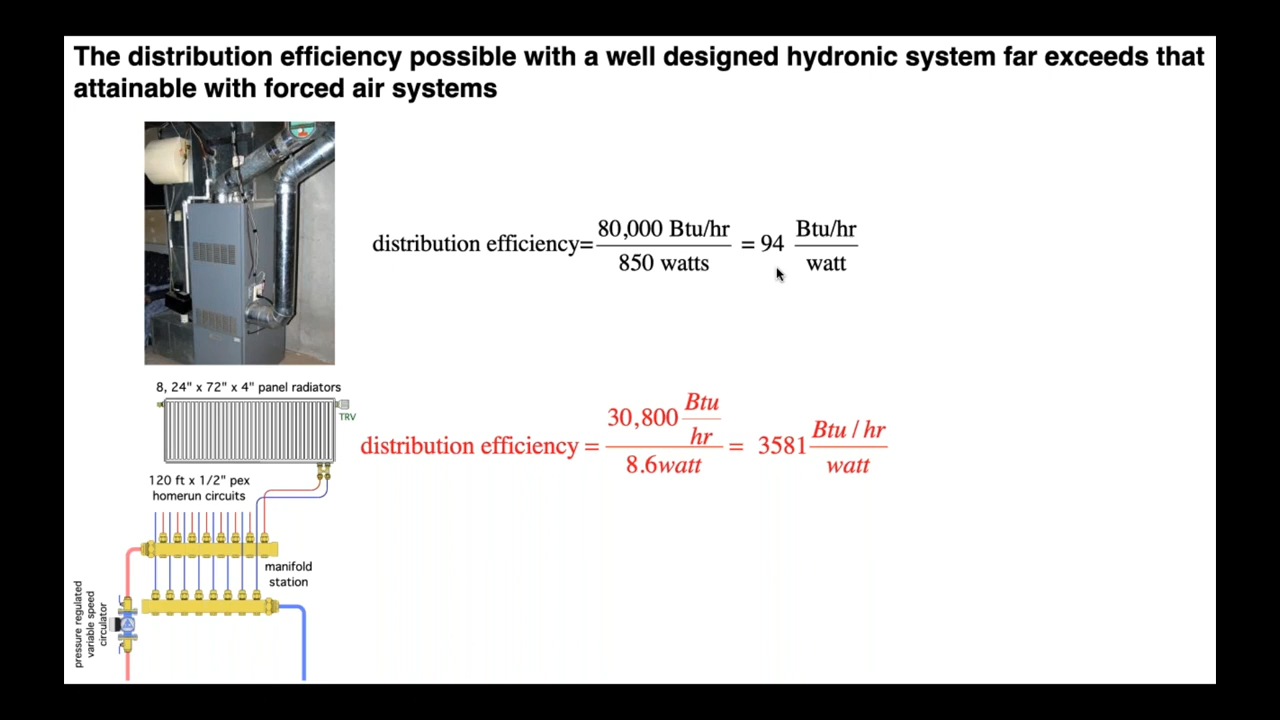 The distribution efficiency possible with a well designed hydronic system far exceeds that
attainable with forced air systems
distribution efficiency= 80,000 Btu/hr / 850 watts = 94 Btu/hr / watt
8, 24" x 72" x 4" panel radiators
TRV
distribution efficiency = 30,800 Btu/hr / 8.6watt = 3581 Btu / hr / watt
120 ft x 1/2" pex
homerun circuits
manifold
station
pressure regulated
variable speed
circulator